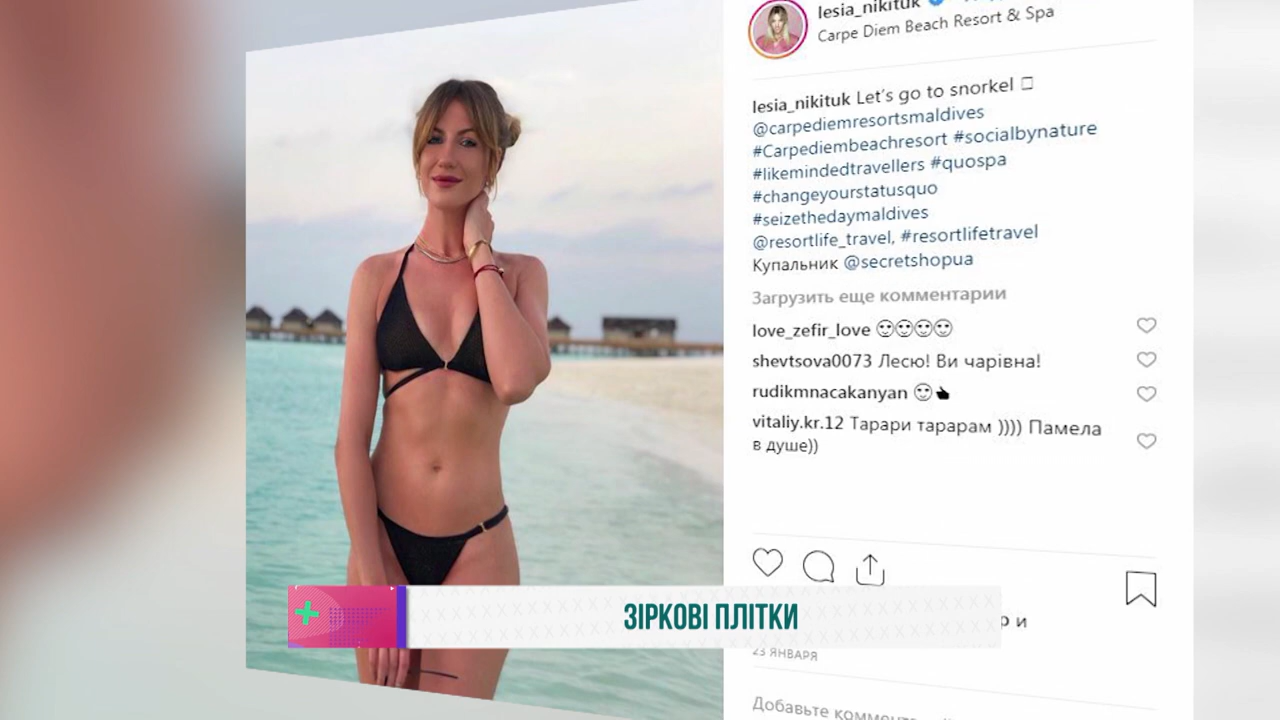 lesia_nikituk
Carpe Diem Beach Resort & Spa
lesia_nikituk Let's go to snorkel
@carpediemresortsmaldives
#Carpediembeachresort #socialbynature
#likemindedtravellers #quospa
#changeyourstatusquo
#seizethedaymaldives
@resortlife_travel, #resortlifetravel
Купальник @secretshopua
Загрузить еще комментарии
love_zefir_love
shevtsova0073 Лесю! Ви чарівна!
rudikmnacakanyan
vitaliy.kr.12 Тарари тарарам )))) Памела
в душе))
ЗІРКОВІ ПЛІТКИ
и
23 ЯНВАРЯ
Добавьте